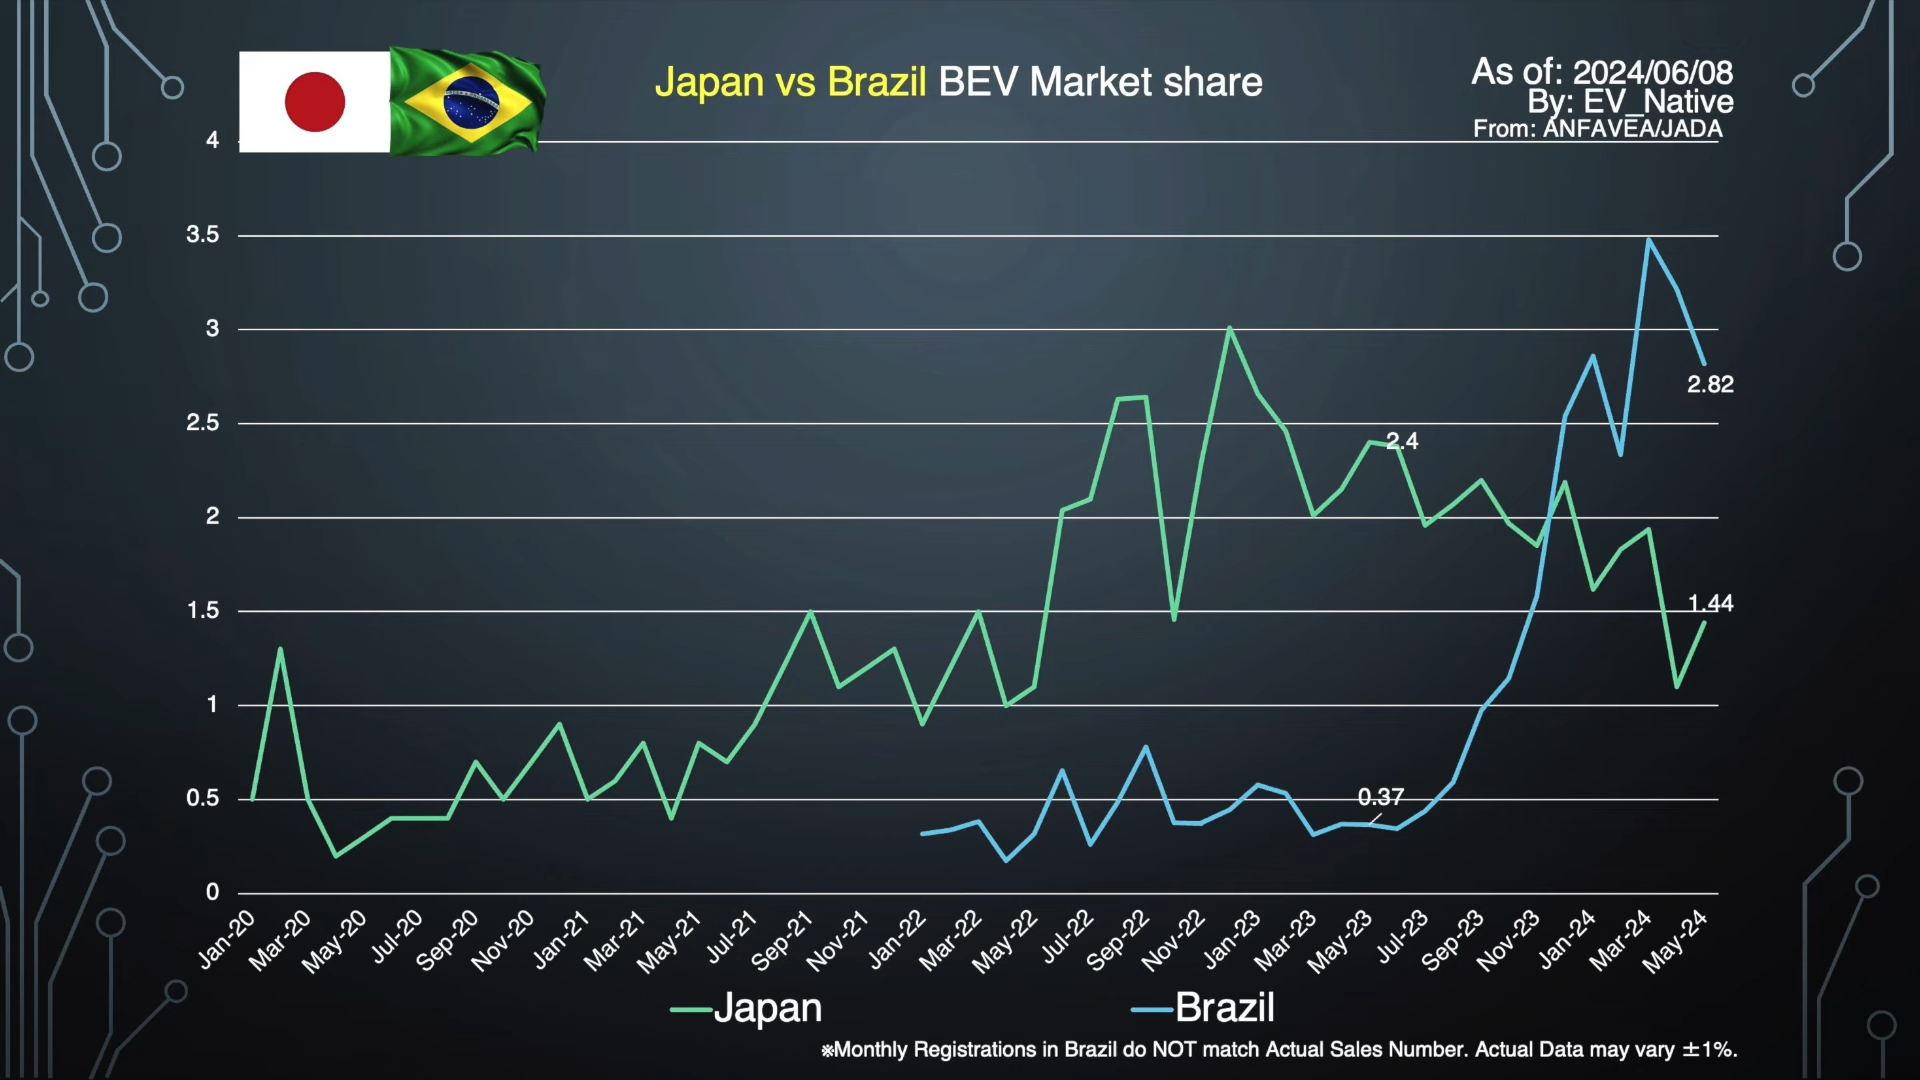 Japan vs Brazil BEV Market share
As of: 2024/06/08
By: EV_Native
From: ANFAVEA/JADA
4
3.5
3
2.5
2
1.5
1
0.5
0
2.82
2.4
1.44
0.37
Jan-20
Mar-20
May-20
Jul-20
Sep-20
Nov-20
Jan-21
Mar-21
May-21
Jul-21
Sep-21
Nov-21
Jan-22
Mar-22
May-22
Jul-22
Sep-22
Nov-22
Jan-23
Mar-23
May-23
Jul-23
Sep-23
Nov-23
Jan-24
Mar-24
May-24
Japan
Brazil
※Monthly Registrations in Brazil do NOT match Actual Sales Number. Actual Data may vary ±1%.